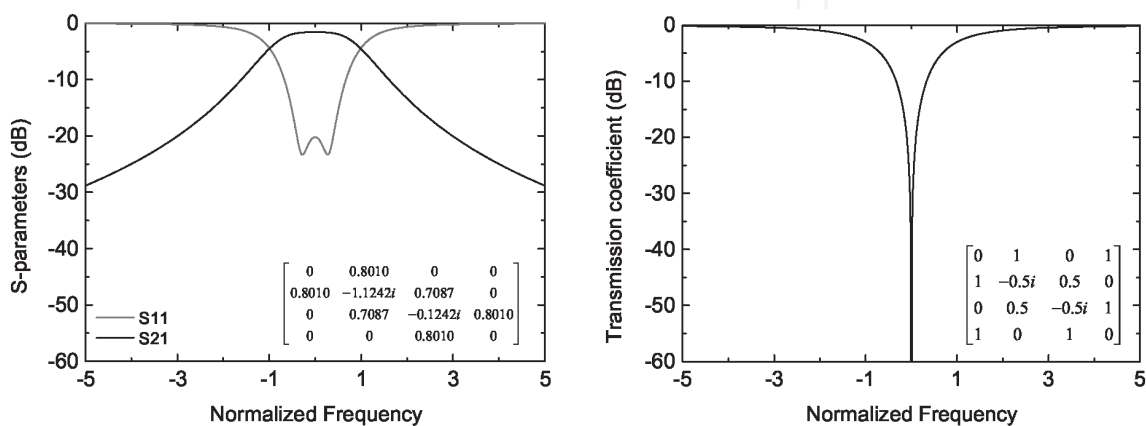 S-parameters (dB)
0
-10
-20
-30
-40
-50
-60
0 0.8010 0 0
0.8010 −1.1242i 0.7087 0
0 0.7087 −0.1242i 0.8010
0 0 0.8010 0
S11
S21
-5 -3 -1 1 3 5
Normalized Frequency
Transmission coefficient (dB)
0
-10
-20
-30
-40
-50
-60
0 1 0 1
1 −0.5i 0.5 0
0 0.5 −0.5i 1
1 0 1 0
-5 -3 -1 1 3 5
Normalized Frequency